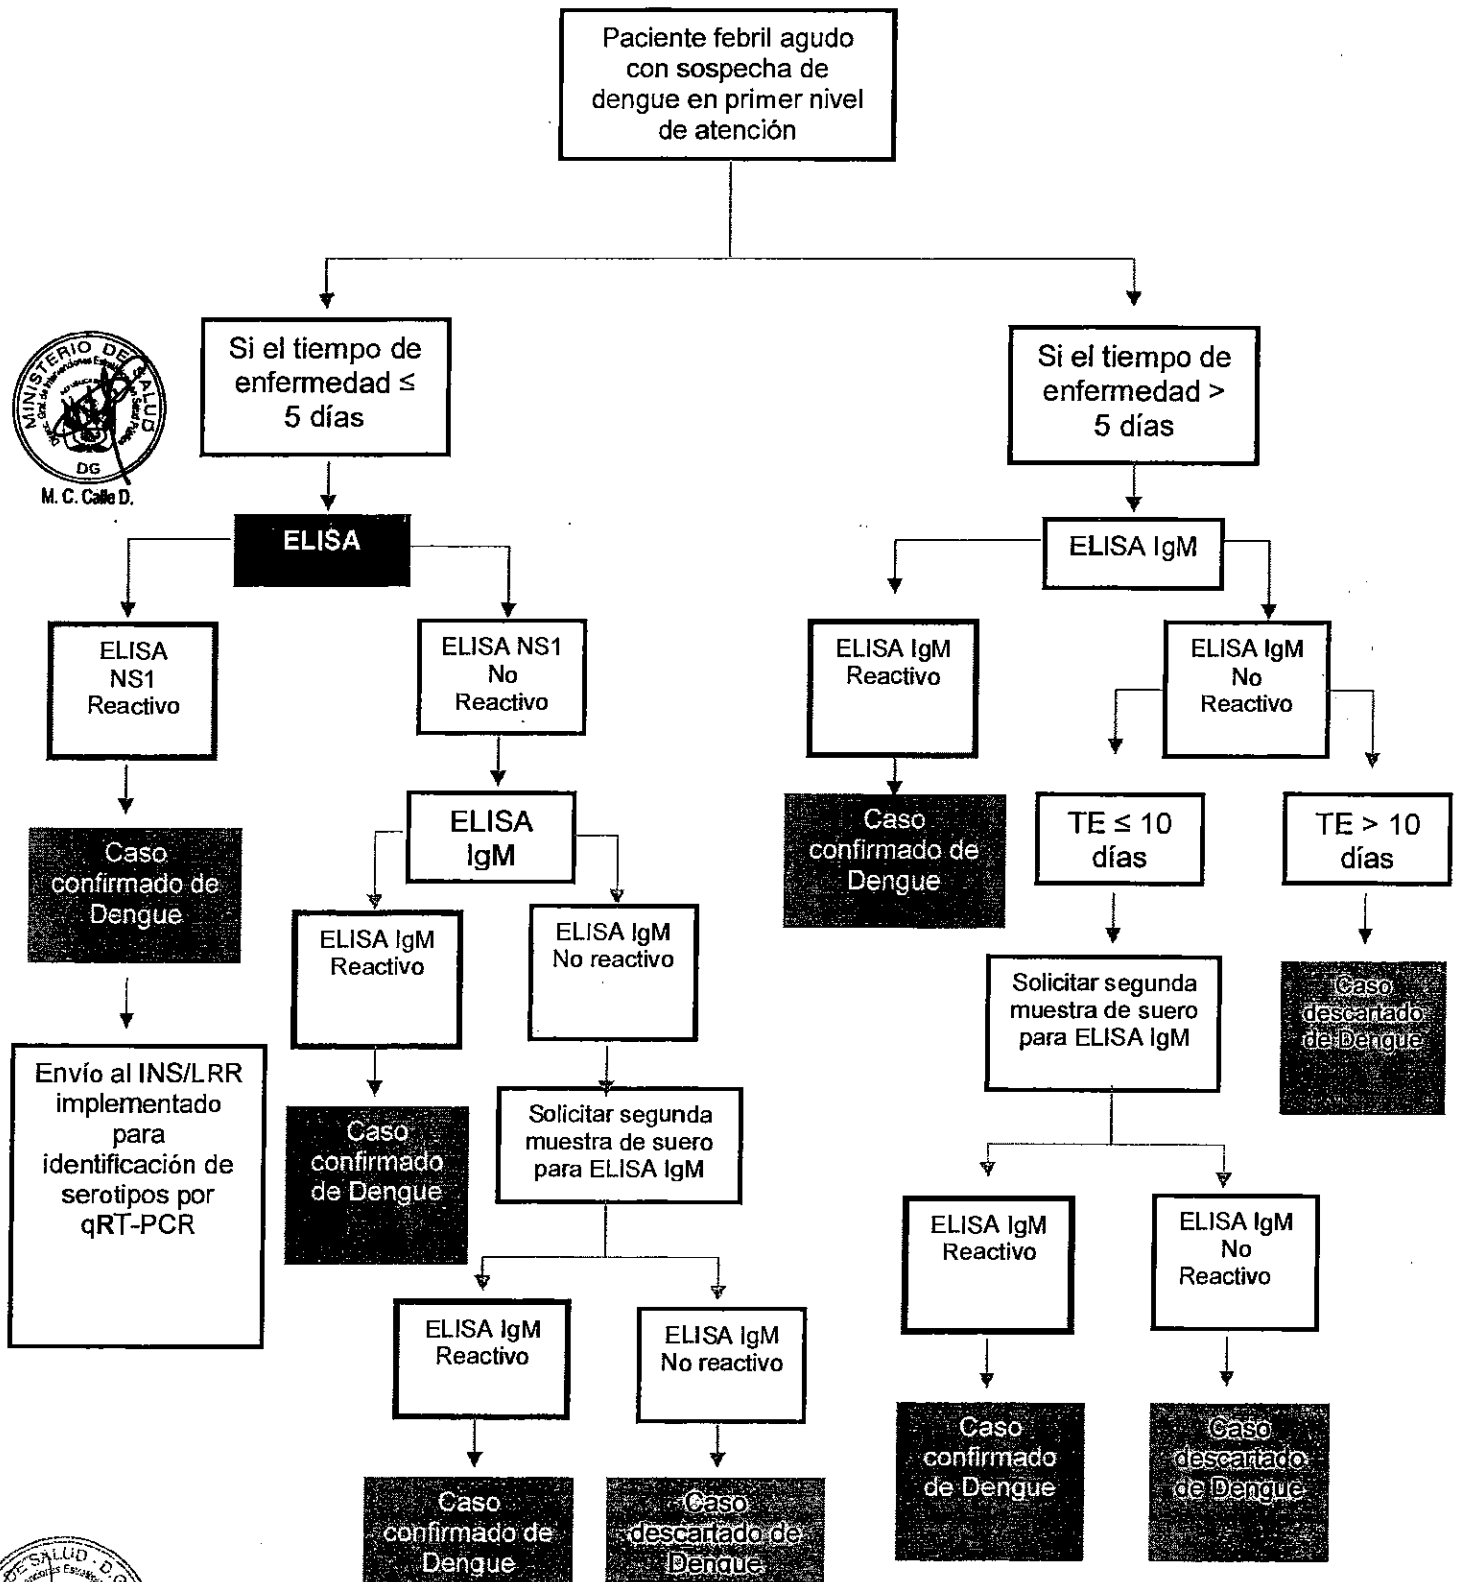 Paciente febril agudo
con sospecha de
dengue en primer nivel
de atención
Si el tiempo de
enfermedad ≤
5 días
Si el tiempo de
enfermedad >
5 días
MINISTERIO DE SALUD
DG
M. C. Calle D.
ELISA
ELISA IgM
ELISA
NS1
Reactivo
ELISA NS1
No
Reactivo
ELISA IgM
Reactivo
ELISA IgM
No
Reactivo
Caso
confirmado de
Dengue
ELISA
IgM
Caso
confirmado de
Dengue
TE ≤ 10
días
TE > 10
días
ELISA IgM
Reactivo
ELISA IgM
No reactivo
Solicitar segunda
muestra de suero
para ELISA IgM
Caso
descartado
de Dengue
Envío al INS/LRR
implementado
para
identificación de
serotipos por
qRT-PCR
Caso
confirmado
de Dengue
Solicitar segunda
muestra de suero
para ELISA IgM
ELISA IgM
Reactivo
ELISA IgM
No
Reactivo
ELISA IgM
Reactivo
ELISA IgM
No reactivo
Caso
confirmado
de Dengue
Caso
descartado
de Dengue
Caso
confirmado de
Dengue
Caso
descartado de
Dengue
DE SALUD - D.G